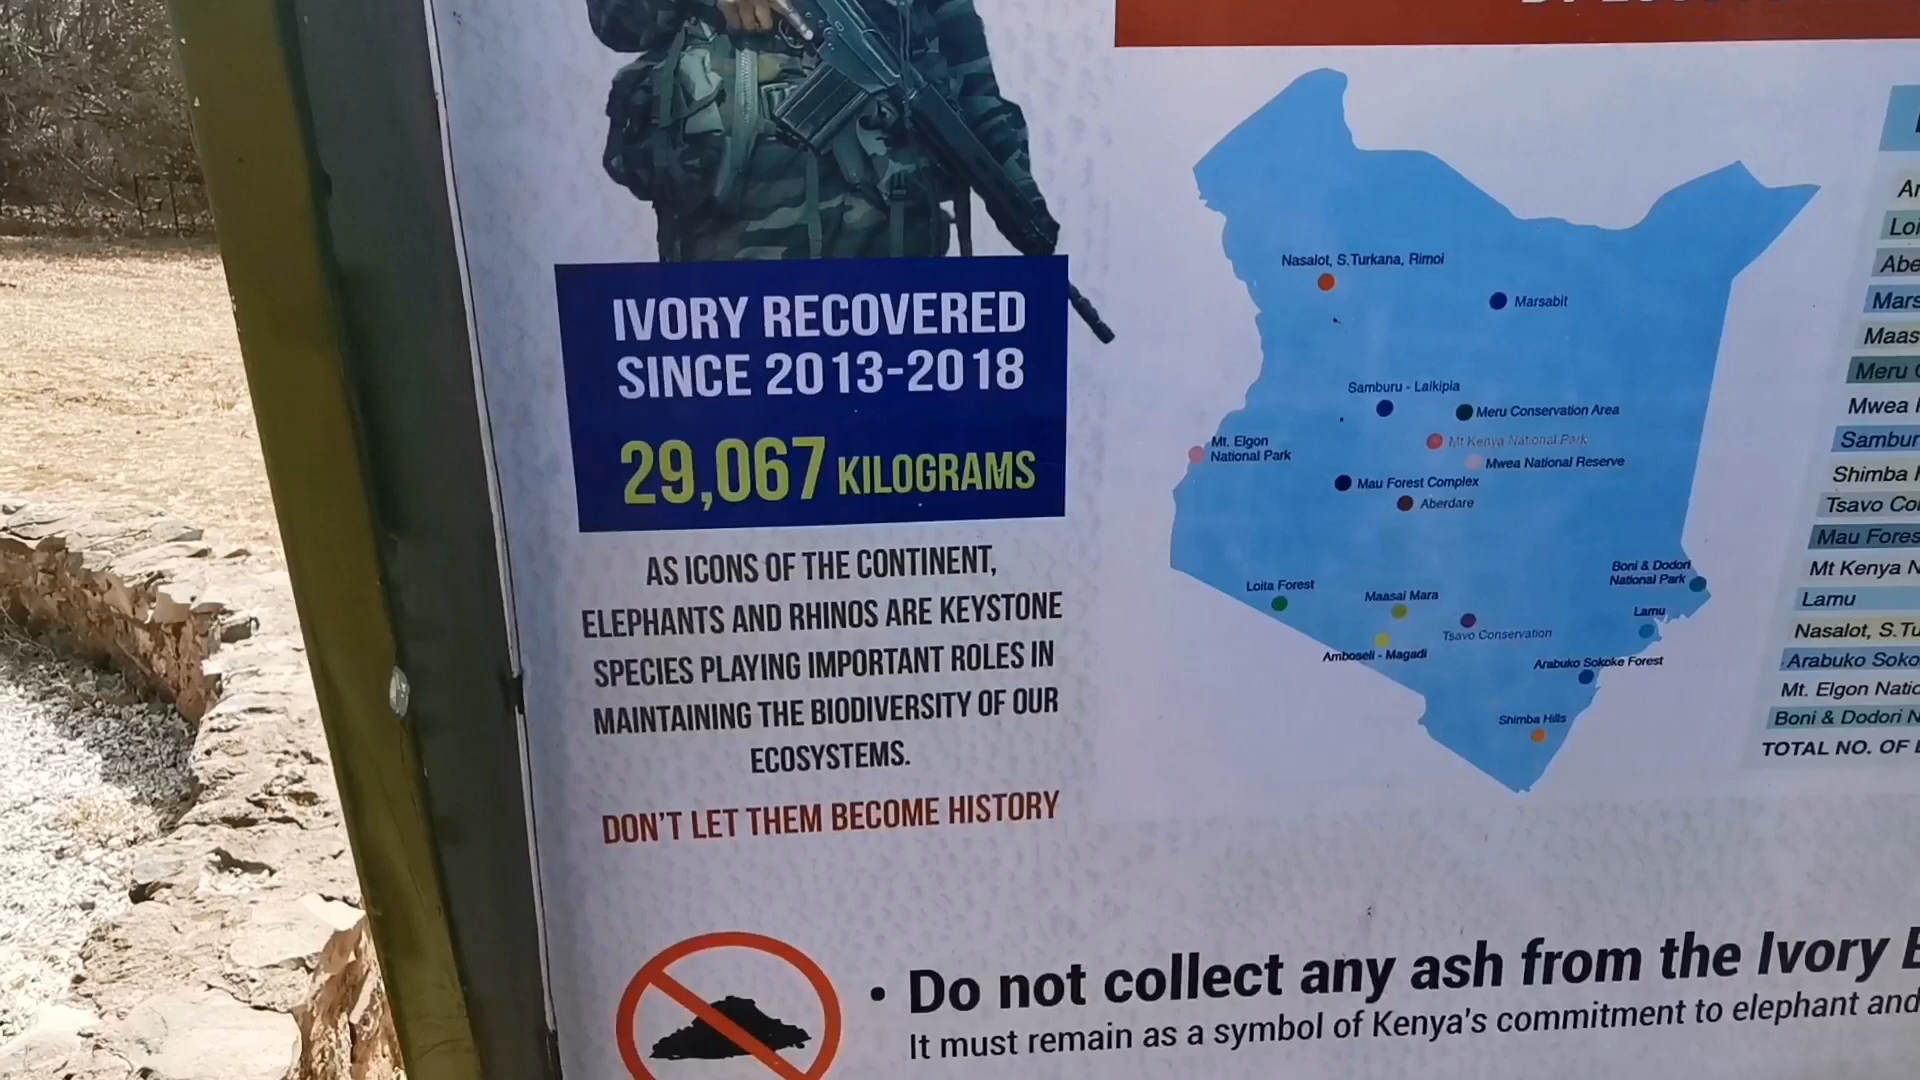 IVORY RECOVERED
SINCE 2013-2018
29,067 KILOGRAMS
AS ICONS OF THE CONTINENT,
ELEPHANTS AND RHINOS ARE KEYSTONE
SPECIES PLAYING IMPORTANT ROLES IN
MAINTAINING THE BIODIVERSITY OF OUR
ECOSYSTEMS.
DON'T LET THEM BECOME HISTORY
Nasalot, S.Turkana, Rimoi
Marsabit
Samburu - Laikipia
Meru Conservation Area
Mt. Elgon
National Park
Mt Kenya National Park
Mwea National Reserve
Mau Forest Complex
Aberdare
Boni & Dodori
National Park
Loita Forest
Maasai Mara
Lamu
Tsavo Conservation
Amboseli - Magadi
Arabuko Sokoke Forest
Shimba Hills
Meru
Mwea
Shimba
Tsavo
Mt Kenya
Lamu
Nasalot,
Mt. Elgon
Boni & Dodori
TOTAL NO. OF
• Do not collect any ash from the Ivory
It must remain as a symbol of Kenya's commitment to elephant and